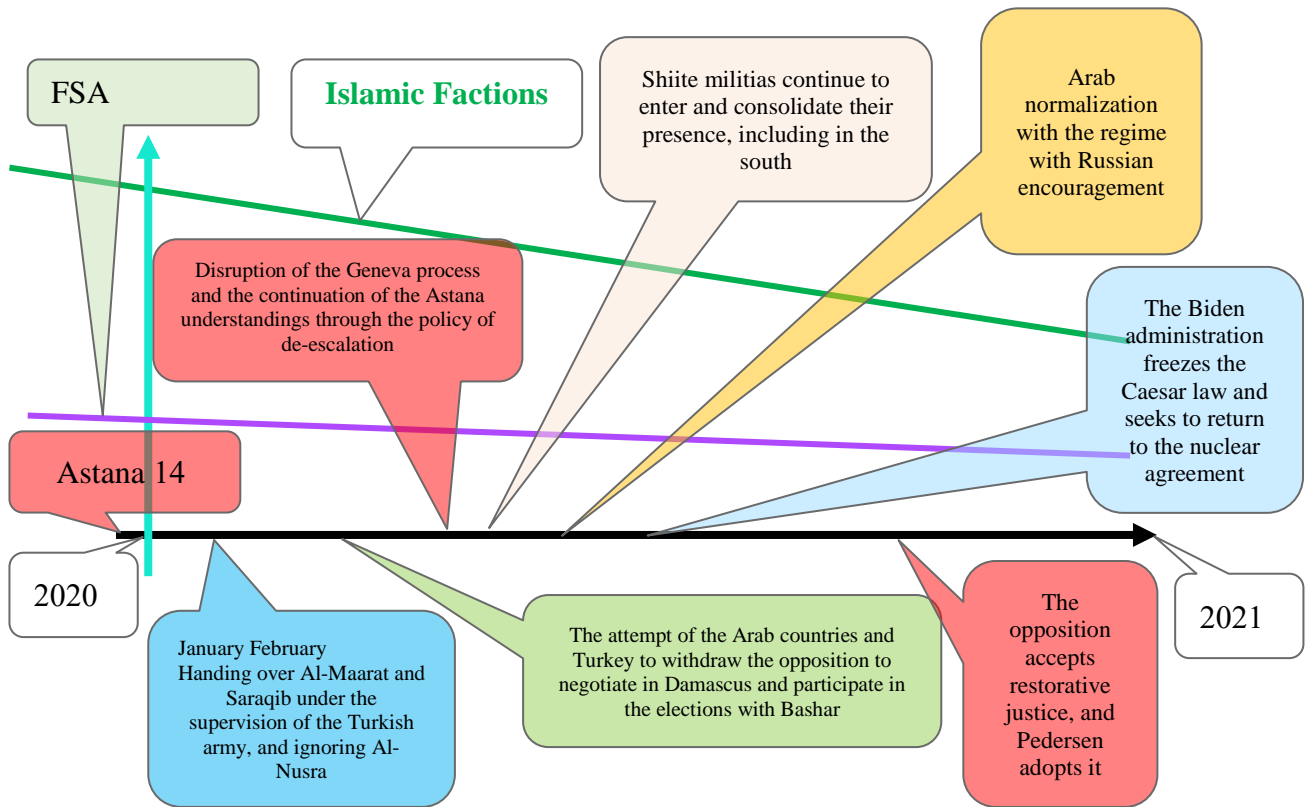 FSA
Islamic Factions
Shiite militias continue to
enter and consolidate their
presence, including in the
south
Arab
normalization
with the regime
with Russian
encouragement
Disruption of the Geneva process
and the continuation of the Astana
understandings through the policy of
de-escalation
The Biden
administration
freezes the
Caesar law and
seeks to return
to the nuclear
agreement
Astana 14
2020
January February
Handing over Al-Maarat and
Saraqib under the
supervision of the Turkish
army, and ignoring Al-
Nusra
The attempt of the Arab countries and
Turkey to withdraw the opposition to
negotiate in Damascus and participate in
the elections with Bashar
The
opposition
accepts
restorative
justice, and
Pedersen
adopts it
2021